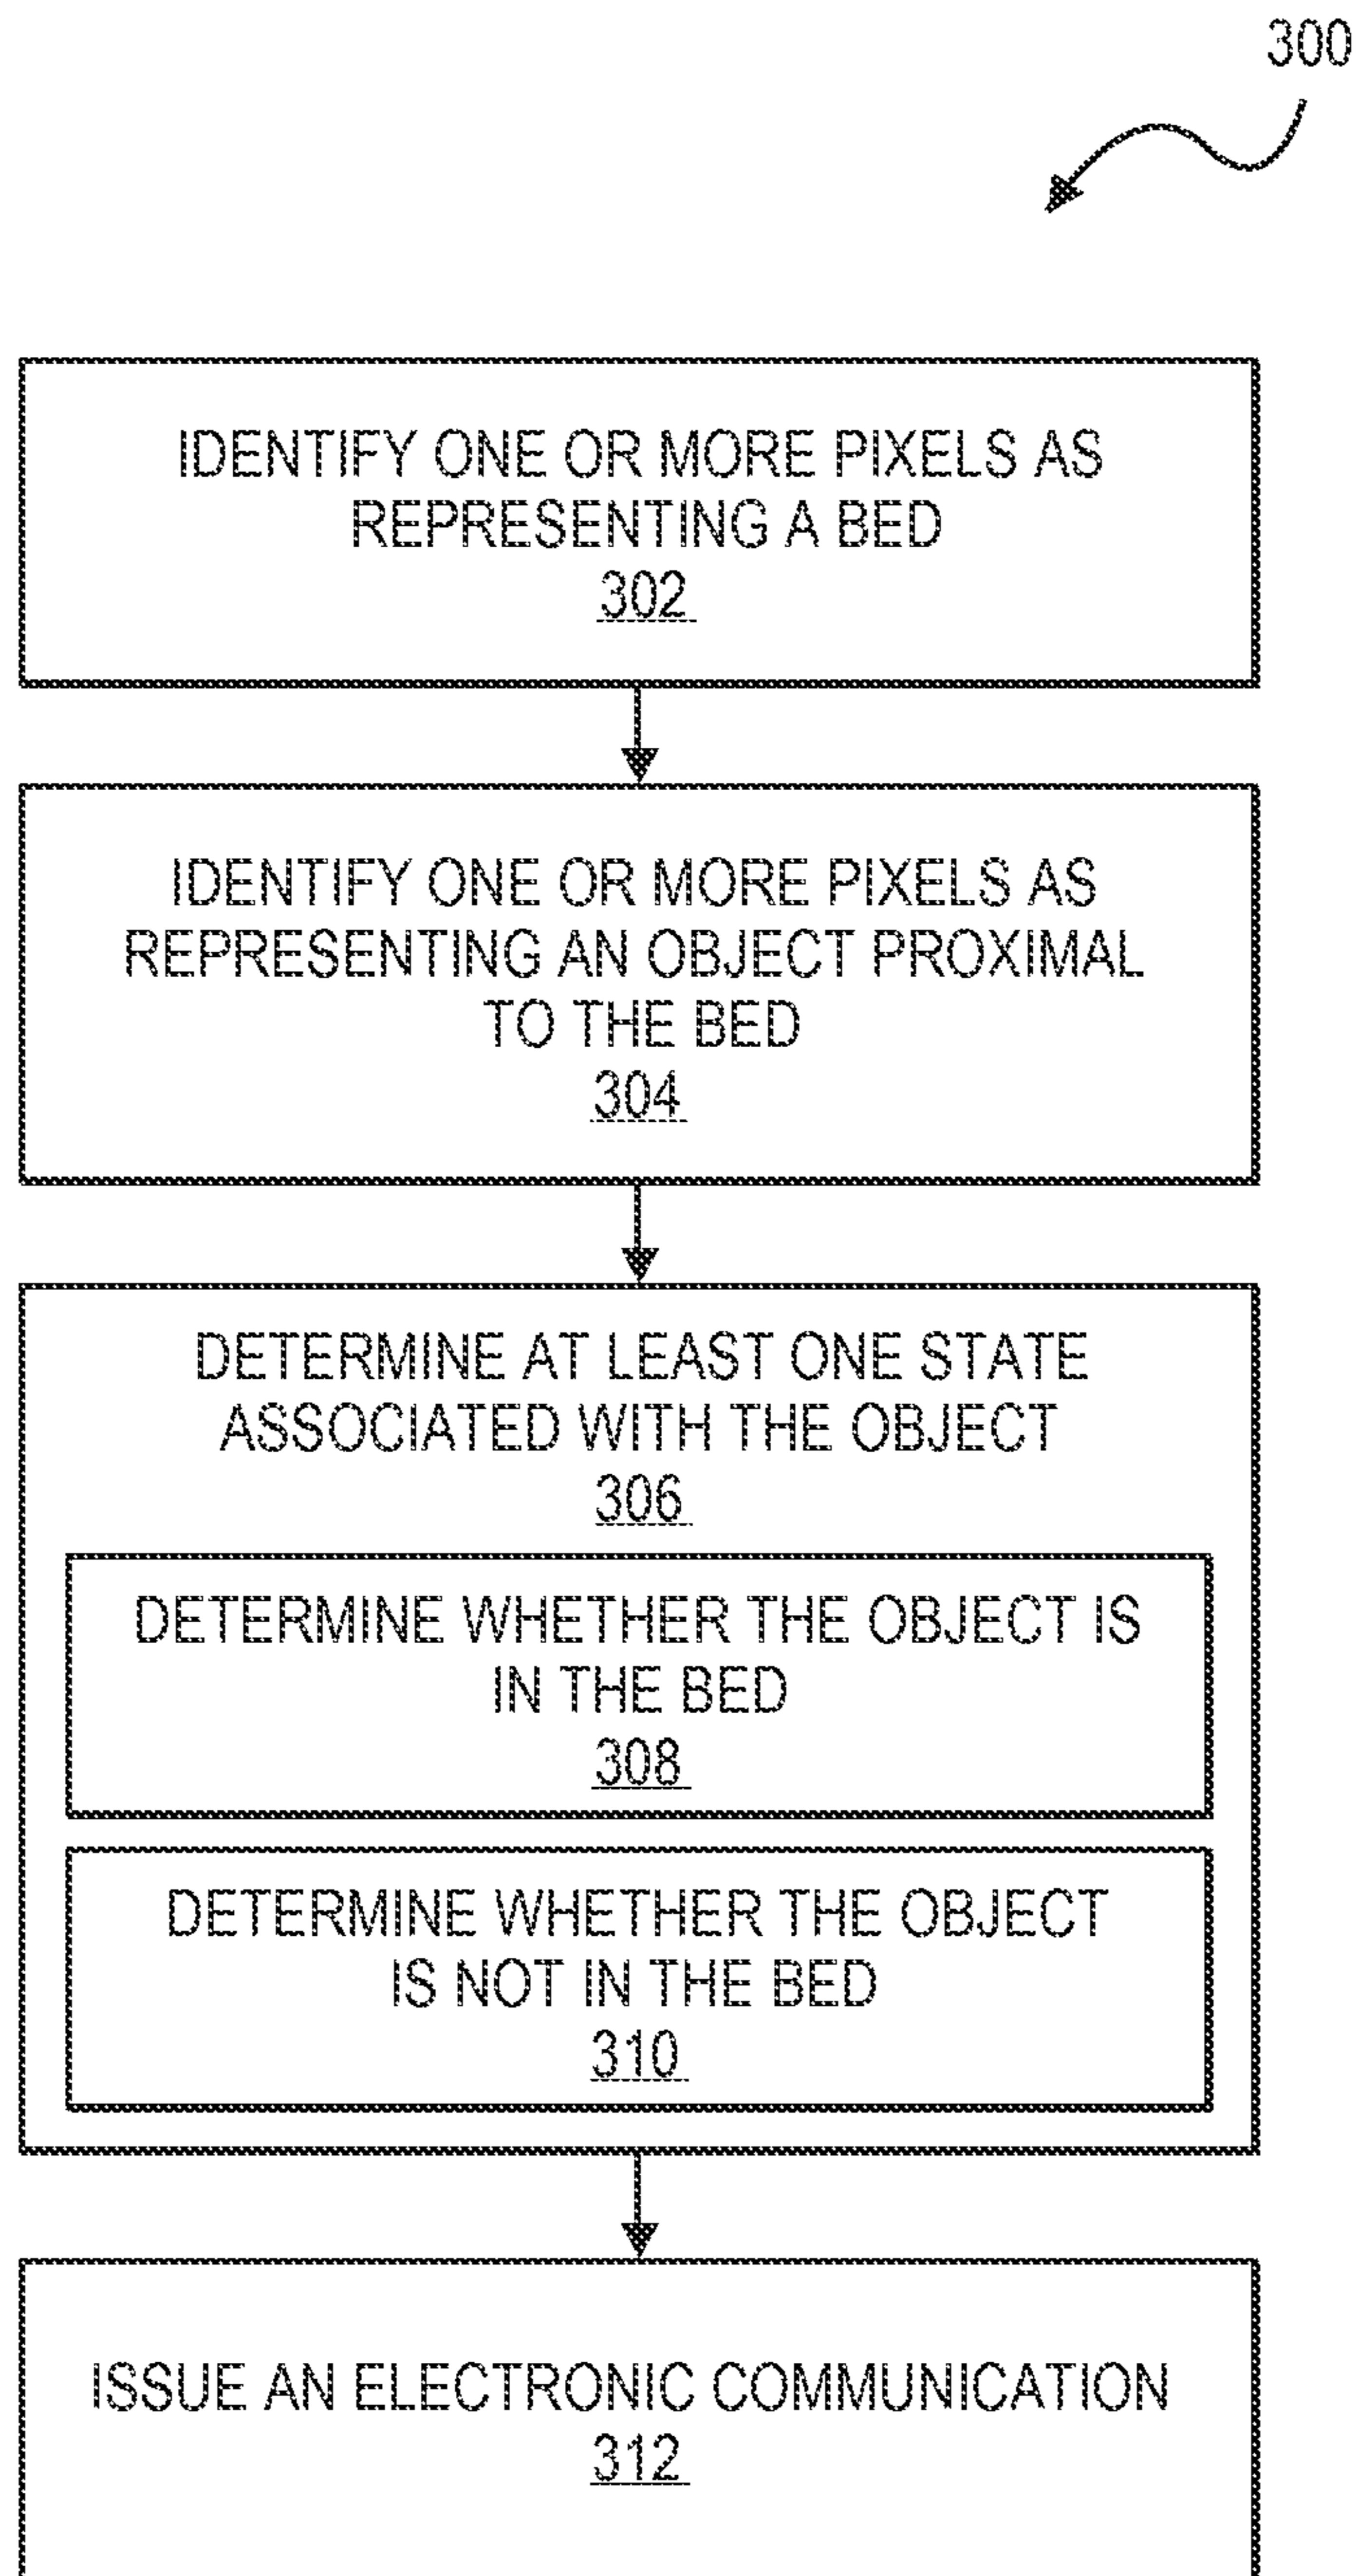 300
IDENTIFY ONE OR MORE PIXELS AS
REPRESENTING A BED
302
IDENTIFY ONE OR MORE PIXELS AS
REPRESENTING AN OBJECT PROXIMAL
TO THE BED
304
DETERMINE AT LEAST ONE STATE
ASSOCIATED WITH THE OBJECT
306
DETERMINE WHETHER THE OBJECT IS
IN THE BED
308
DETERMINE WHETHER THE OBJECT
IS NOT IN THE BED
310
ISSUE AN ELECTRONIC COMMUNICATION
312